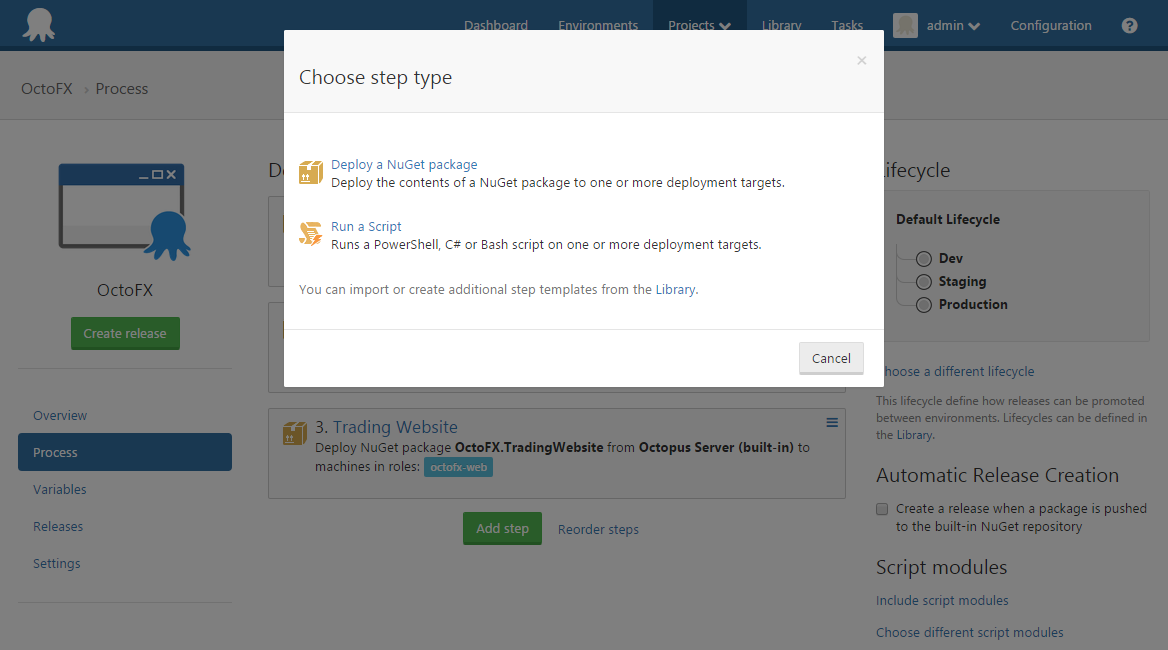 Dashboard Environments Projects Library Tasks admin Configuration ?
OctoFX › Process
Choose step type
×
Deploy a NuGet package
Deploy the contents of a NuGet package to one or more deployment targets.
Run a Script
Runs a PowerShell, C# or Bash script on one or more deployment targets.
You can import or create additional step templates from the Library.
Cancel
OctoFX
Create release
Overview
Process
Variables
Releases
Settings
3. Trading Website
Deploy NuGet package OctoFX.TradingWebsite from Octopus Server (built-in) to
machines in roles: octofx-web
Add step Reorder steps
Default Lifecycle
Dev
Staging
Production
a different lifecycle
This lifecycle define how releases can be promoted
between environments. Lifecycles can be defined in
the Library.
Automatic Release Creation
Create a release when a package is pushed
to the built-in NuGet repository
Script modules
Include script modules
Choose different script modules